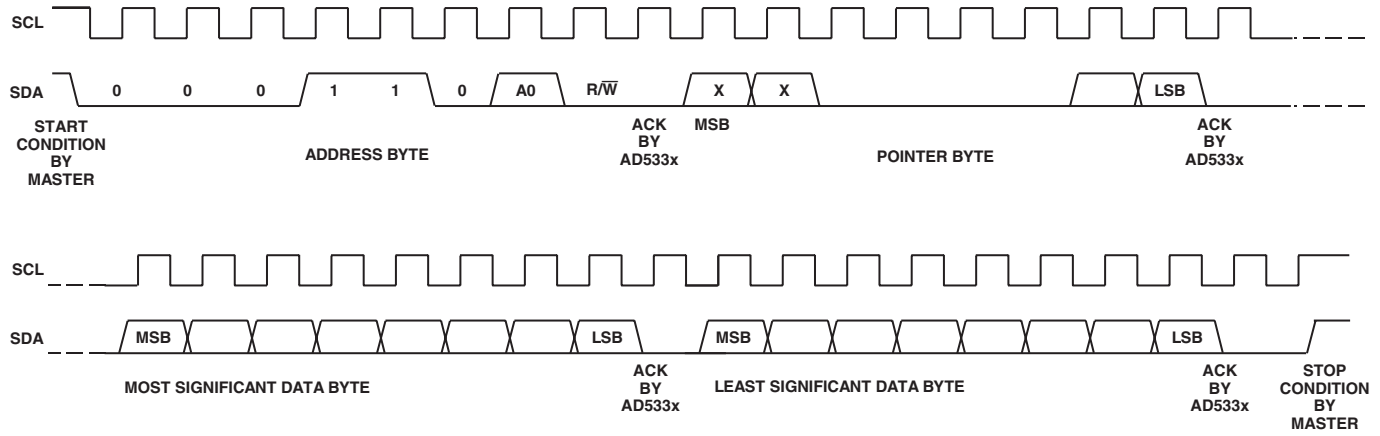 SCL
SDA
0 0 0 1 1 0 A0 R/W̅ X X LSB
START
CONDITION
BY
MASTER
ADDRESS BYTE
ACK
BY
AD533x
MSB
POINTER BYTE
ACK
BY
AD533x
SCL
SDA
MSB LSB MSB LSB
MOST SIGNIFICANT DATA BYTE
ACK
BY
AD533x
LEAST SIGNIFICANT DATA BYTE
ACK
BY
AD533x
STOP
CONDITION
BY
MASTER